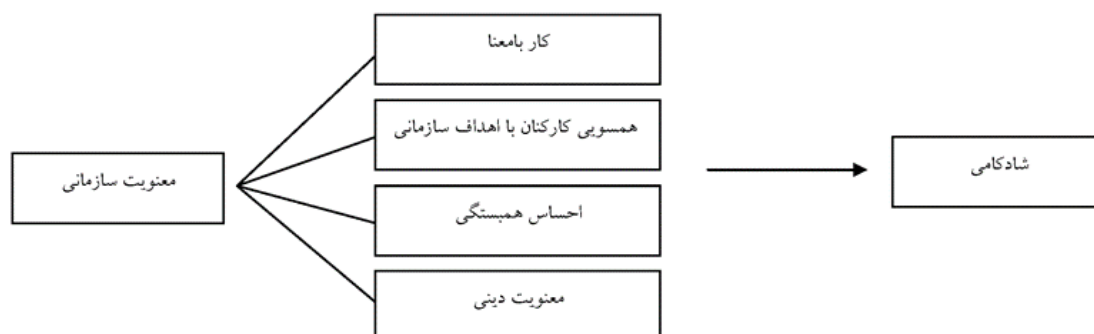 کار بامعنا
همسویی کارکنان با اهداف سازمانی
شادکامی
معنویت سازمانی
احساس همبستگی
معنویت دینی